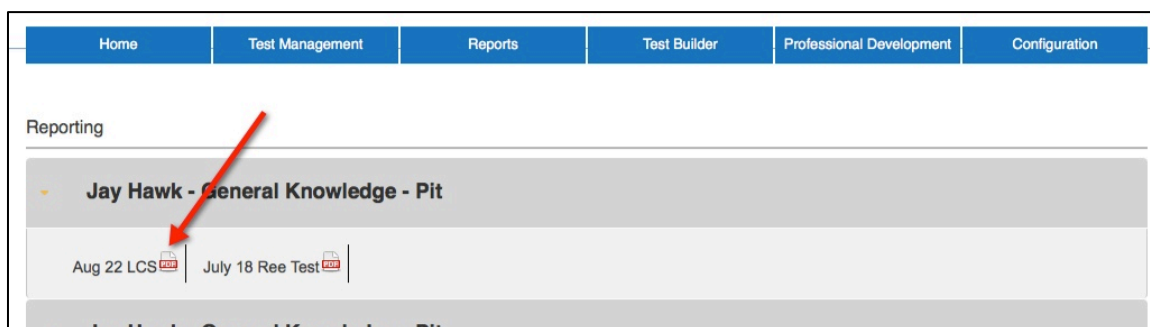 Home Test Management Reports Test Builder Professional Development Configuration
Reporting
Jay Hawk - General Knowledge - Pit
Aug 22 LCS PDF July 18 Ree Test PDF